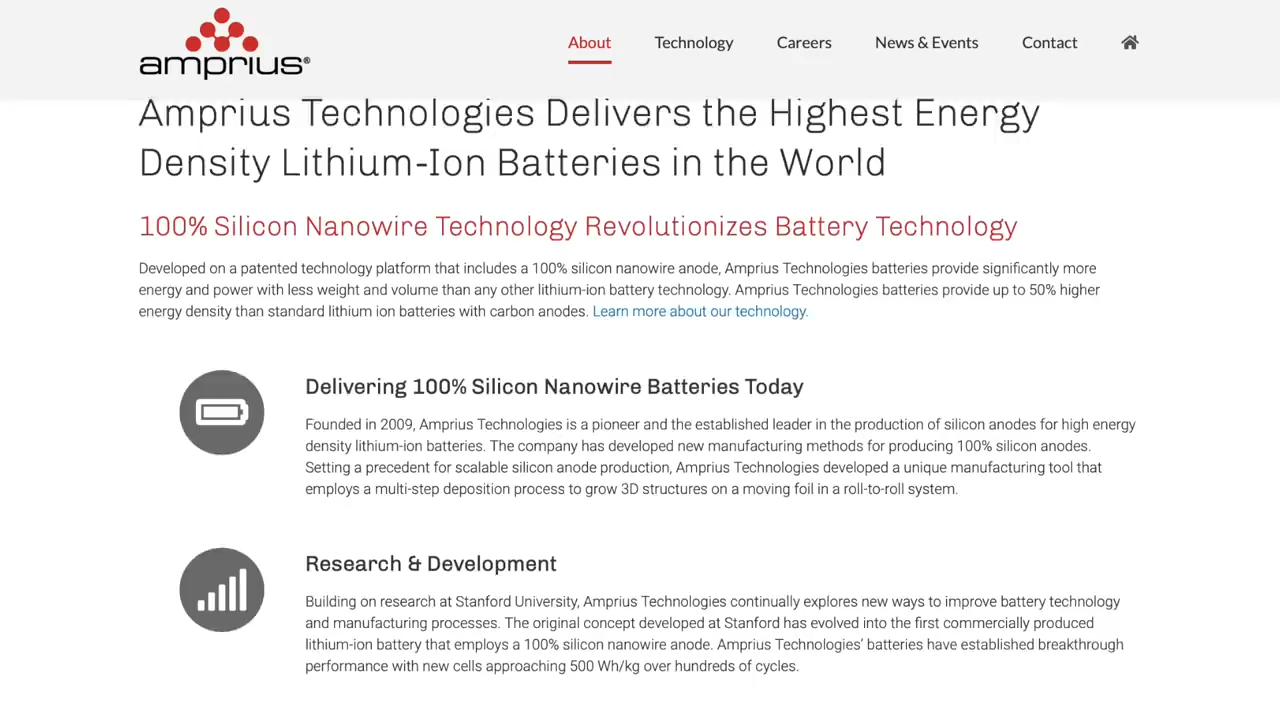 amprius®
About
Technology
Careers
News & Events
Contact
Amprius Technologies Delivers the Highest Energy
Density Lithium-Ion Batteries in the World
100% Silicon Nanowire Technology Revolutionizes Battery Technology
Developed on a patented technology platform that includes a 100% silicon nanowire anode, Amprius Technologies batteries provide significantly more
energy and power with less weight and volume than any other lithium-ion battery technology. Amprius Technologies batteries provide up to 50% higher
energy density than standard lithium ion batteries with carbon anodes. Learn more about our technology.
Delivering 100% Silicon Nanowire Batteries Today
Founded in 2009, Amprius Technologies is a pioneer and the established leader in the production of silicon anodes for high energy
density lithium-ion batteries. The company has developed new manufacturing methods for producing 100% silicon anodes.
Setting a precedent for scalable silicon anode production, Amprius Technologies developed a unique manufacturing tool that
employs a multi-step deposition process to grow 3D structures on a moving foil in a roll-to-roll system.
Research & Development
Building on research at Stanford University, Amprius Technologies continually explores new ways to improve battery technology
and manufacturing processes. The original concept developed at Stanford has evolved into the first commercially produced
lithium-ion battery that employs a 100% silicon nanowire anode. Amprius Technologies’ batteries have established breakthrough
performance with new cells approaching 500 Wh/kg over hundreds of cycles.